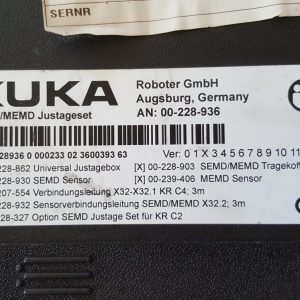 SERNR
KUKA
Roboter GmbH
Augsburg, Germany
/MEMD Justageset
AN: 00-228-936
28936 0 000233 02 3600393 63
Ver: 0 1 X 3 4 5 6 7 8 9 10 11
228-862 Universal Justagebox
[X] 00-228-903 SEMD/MEMD Tragekoff
228-930 SEMD Sensor
[X] 00-239-406 MEMD Sensor
207-554 Verbindungsleitung X32-X32.1 KR C4; 3m
228-932 Sensorverbindungsleitung SEMD/MEMD X32.2; 3m
228-327 Option SEMD Justage Set für KR C2